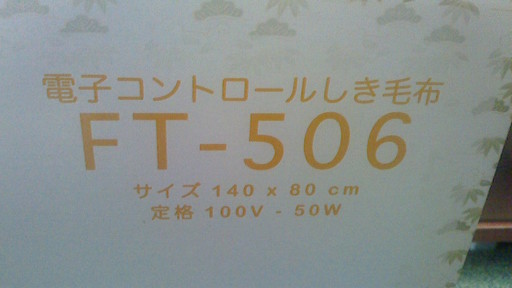 電子コントロールしき毛布
FT-506
サイズ 140 x 80 cm
定格 100V - 50W